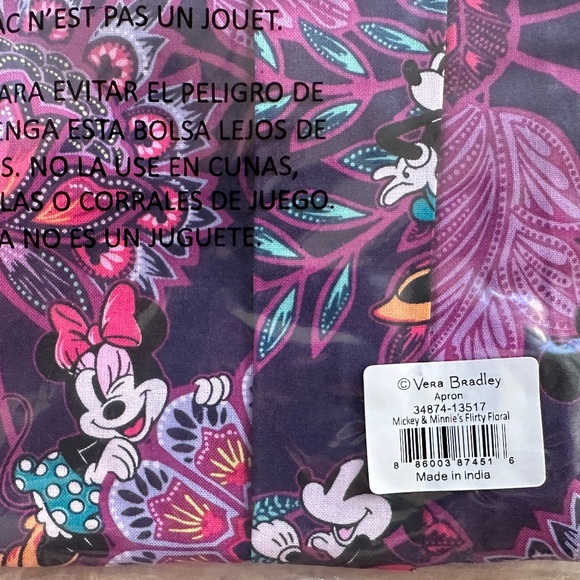 AC N'EST PAS UN JOUET.
ARA EVITAR EL PELIGRO DE
ENGA ESTA BOLSA LEJOS DE
S. NO LA USE EN CUNAS,
LAS O CORRALES DE JUEGO.
A NO ES UN JUGUETE.
© VERA BRADLEY
Apron
34874-13517
Mickey & Minnie's Flirty Floral
8 86003 87451 6
Made in India